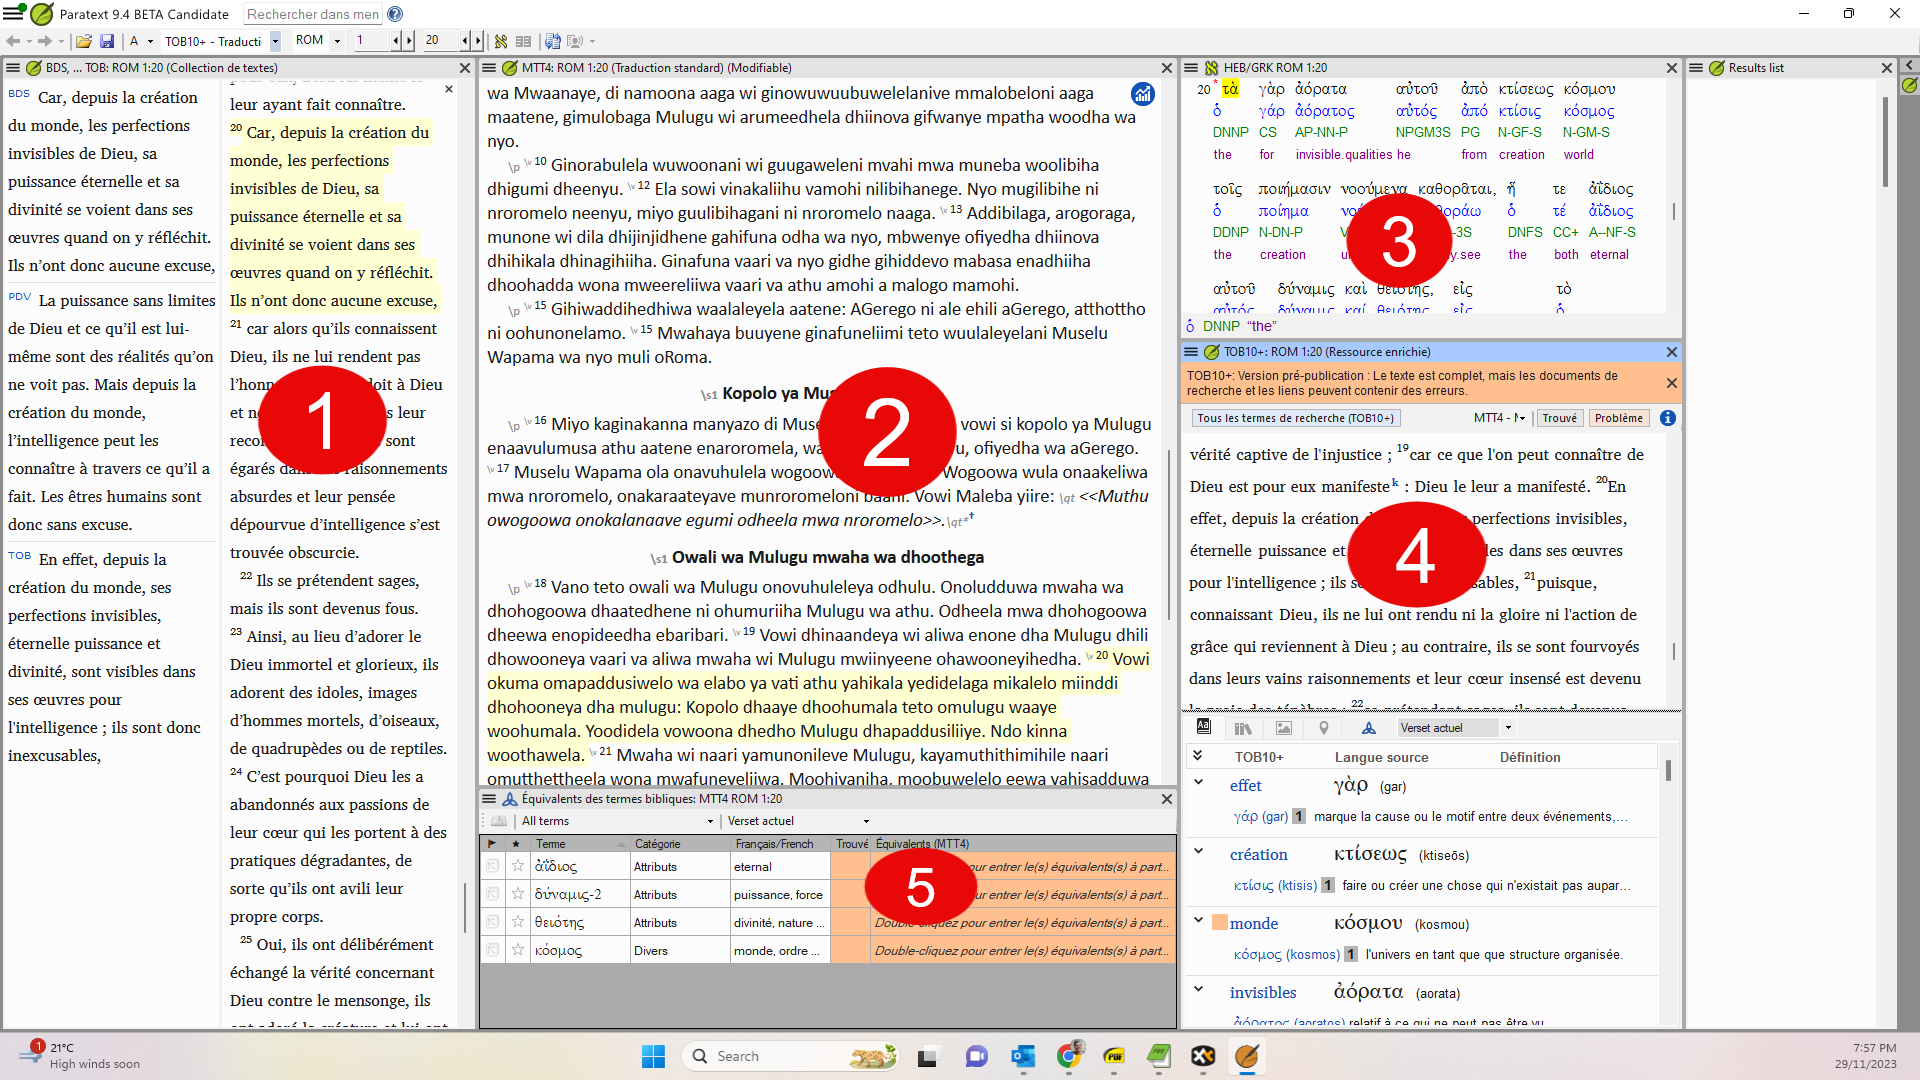 Paratext 9.4 BETA Candidate
Rechercher dans men
A
TOB10+ - Traducti
ROM
1
20
BDS, ... TOB: ROM 1:20 (Collection de textes)
BDS Car, depuis la création
du monde, les perfections
invisibles de Dieu, sa
puissance éternelle et sa
divinité se voient dans ses
œuvres quand on y réfléchit.
Ils n’ont donc aucune excuse,
PDV La puissance sans limites
de Dieu et ce qu’il est lui-
même sont des réalités qu’on
ne voit pas. Mais depuis la
création du monde,
l’intelligence peut les
connaître à travers ce qu’il a
fait. Les êtres humains sont
donc sans excuse.
TOB En effet, depuis la
création du monde, ses
perfections invisibles,
éternelle puissance et
divinité, sont visibles dans
ses œuvres pour
l'intelligence ; ils sont donc
inexcusables,
leur ayant fait connaître.
20 Car, depuis la création du
monde, les perfections
invisibles de Dieu, sa
puissance éternelle et sa
divinité se voient dans ses
œuvres quand on y réfléchit.
Ils n’ont donc aucune excuse,
21 car alors qu’ils connaissent
Dieu, ils ne lui rendent pas
l’honn doit à Dieu
et n leur
recon sont
égarés da raisonnements
absurdes et leur pensée
dépourvue d’intelligence s’est
trouvée obscurcie.
22 Ils se prétendent sages,
mais ils sont devenus fous.
23 Ainsi, au lieu d’adorer le
Dieu immortel et glorieux, ils
adorent des idoles, images
d’hommes mortels, d’oiseaux,
de quadrupèdes ou de reptiles.
24 C’est pourquoi Dieu les a
abandonnés aux passions de
leur cœur qui les portent à des
pratiques dégradantes, de
sorte qu’ils ont avili leur
propre corps.
25 Oui, ils ont délibérément
échangé la vérité concernant
Dieu contre le mensonge, ils
1
MTT4: ROM 1:20 (Traduction standard) (Modifiable)
wa Mwaanaye, di namoona aaga wi ginowuwuubuwelelanive mmalobeloni aaga
maatene, gimulobaga Mulugu wi arumeedhela dhiinova gifwanye mpatha woodha wa
nyo.
\p \v 10 Ginorabulela wuwoonani wi guugaweleni mvahi mwa muneba woolibiha
dhigumi dheenyu. \v 12 Ela sowi vinakaliihu vamohi nilibihanege. Nyo mugilibihe ni
nroromelo neenyu, miyo guulibihagani ni nroromelo naaga. \v 13 Addibilaga, arogoraga,
munone wi dila dhijinjidhene gahifuna odha wa nyo, mbwenye ofiyedha dhiinova
dhihikala dhinagihiiha. Ginafuna vaari va nyo gidhe gihiddevo mabasa enadhiiha
dhoohadda wona mweereliiwa vaari va athu amohi a malogo mamohi.
\p \v 15 Gihiwaddihedhiwa waalaleyela aatene: AGerego ni ale ehili aGerego, atthottho
ni oohunonelamo. \v 15 Mwahaya buuyene ginafuneliimi teto wuulaleyelani Muselu
Wapama wa nyo muli oRoma.
\s1 Kopolo ya Mus
\p \v 16 Miyo kaginakanna manyazo di Muse vowi si kopolo ya Mulugu
enaavulumusa athu aatene enaroromela, wa u, ofiyedha wa aGerego.
\v 17 Muselu Wapama ola onavuhulela wogoow Wogoowa wula onaakeliwa
mwa nroromelo, onakaraateyave munroromeloni baani. Vowi Maleba yiire: \qt <<Muthu
owogoowa onokalanaave egumi odheela mwa nroromelo>>.\qt*†
\s1 Owali wa Mulugu mwaha wa dhoothega
\p \v 18 Vano teto owali wa Mulugu onovuhuleleya odhulu. Onoludduwa mwaha wa
dhohogoowa dhaatedhene ni ohumuriiha Mulugu wa athu. Odheela mwa dhohogoowa
dheewa enopideedha ebaribari. \v 19 Vowi dhinaandeya wi aliwa enone dha Mulugu dhili
dhowooneya vaari va aliwa mwaha wi Mulugu mwiinyeene ohawooneyihedha. \v 20 Vowi
okuma omapaddusiwelo wa elabo ya vati athu yahikala yedidelaga mikalelo miinddi
dhohooneya dha mulugu: Kopolo dhaaye dhoohumala teto omulugu waaye
woohumala. Yoodidela vowoona dhedho Mulugu dhapaddusiliiye. Ndo kinna
woothawela. \v 21 Mwaha wi naari yamunonileve Mulugu, kayamuthithimihile naari
omutthettheela wona mwafuneveliiwa. Moohivaniha, moobuwelelo eewa yahisadduwa
2
Équivalents des termes bibliques: MTT4 ROM 1:20
All terms
Verset actuel
Terme Catégorie Français/French Trouvé Équivalents (MTT4)
ἀΐδιος Attributs eternal pour entrer le(s) équivalents(s) à part...
δύναμις-2 Attributs puissance, force pour entrer le(s) équivalents(s) à part...
θειότης Attributs divinité, nature ... Double-cliquez pour entrer le(s) équivalents(s) à part...
κόσμος Divers monde, ordre ... Double-cliquez pour entrer le(s) équivalents(s) à part...
5
HEB/GRK ROM 1:20
20 * τὰ γὰρ ἀόρατα αὐτοῦ ἀπὸ κτίσεως κόσμου
ὁ γάρ ἀόρατος αὐτός ἀπό κτίσις κόσμος
DNNP CS AP-NN-P NPGM3S PG N-GF-S N-GM-S
the for invisible.qualities he from creation world
τοῖς ποιήμασιν νοούμενα καθορᾶται, ἥ τε ἀΐδιος
ὁ ποίημα οράω ὁ τέ ἀΐδιος
DDNP N-DN-P -3S DNFS CC+ A--NF-S
the creation y.see the both eternal
αὐτοῦ δύναμις καὶ θειότης, εἰς τὸ
αὐτός δύναμις καί θειότης εἰς ὁ
ὁ DNNP “the”
3
TOB10+: ROM 1:20 (Ressource enrichie)
TOB10+: Version pré-publication : Le texte est complet, mais les documents de
recherche et les liens peuvent contenir des erreurs.
Tous les termes de recherche (TOB10+)
MTT4 -
Trouvé
Problème
vérité captive de l'injustice ; 19car ce que l'on peut connaître de
Dieu est pour eux manifeste k : Dieu le leur a manifesté. 20En
effet, depuis la création perfections invisibles,
éternelle puissance et les dans ses œuvres
pour l'intelligence ; ils s sables, 21puisque,
connaissant Dieu, ils ne lui ont rendu ni la gloire ni l'action de
grâce qui reviennent à Dieu ; au contraire, ils se sont fourvoyés
dans leurs vains raisonnements et leur cœur insensé est devenu
4
Verset actuel
TOB10+ Langue source Définition
effet γὰρ (gar)
γάρ (gar) 1 marque la cause ou le motif entre deux événements,...
création κτίσεως (ktiseōs)
κτίσις (ktisis) 1 faire ou créer une chose qui n'existait pas aupar...
monde κόσμου (kosmou)
κόσμος (kosmos) 1 l'univers en tant que que structure organisée.
invisibles ἀόρατα (aorata)
ἀόρατος (aoratos) relatif à ce qui ne peut pas être vu
Results list
1
21°C
High winds soon
Search
PDF
7:57 PM
29/11/2023